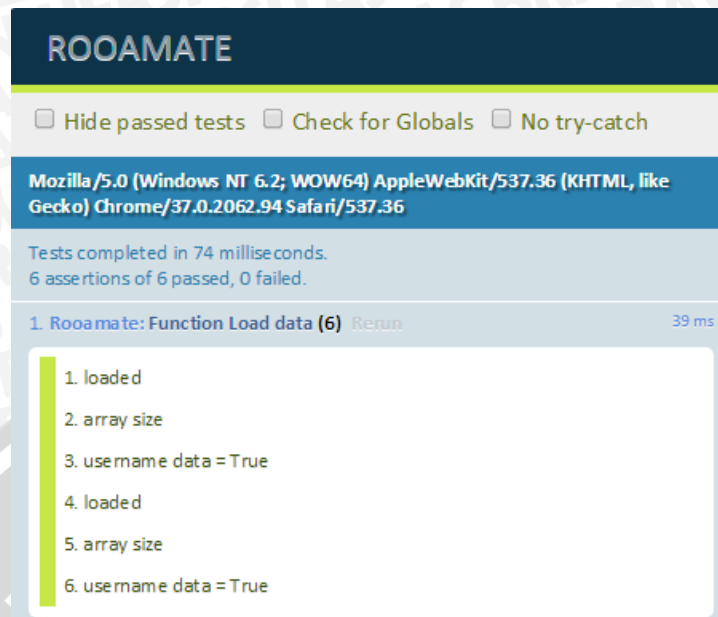 ROOAMATE
Hide passed tests Check for Globals No try-catch
Mozilla/5.0 (Windows NT 6.2; WOW64) AppleWebKit/537.36 (KHTML, like
Gecko) Chrome/37.0.2062.94 Safari/537.36
Tests completed in 74 milliseconds.
6 assertions of 6 passed, 0 failed.
1. Rooamate: Function Load data (6) Rerun 39 ms
1. loaded
2. array size
3. username data = True
4. loaded
5. array size
6. username data = True